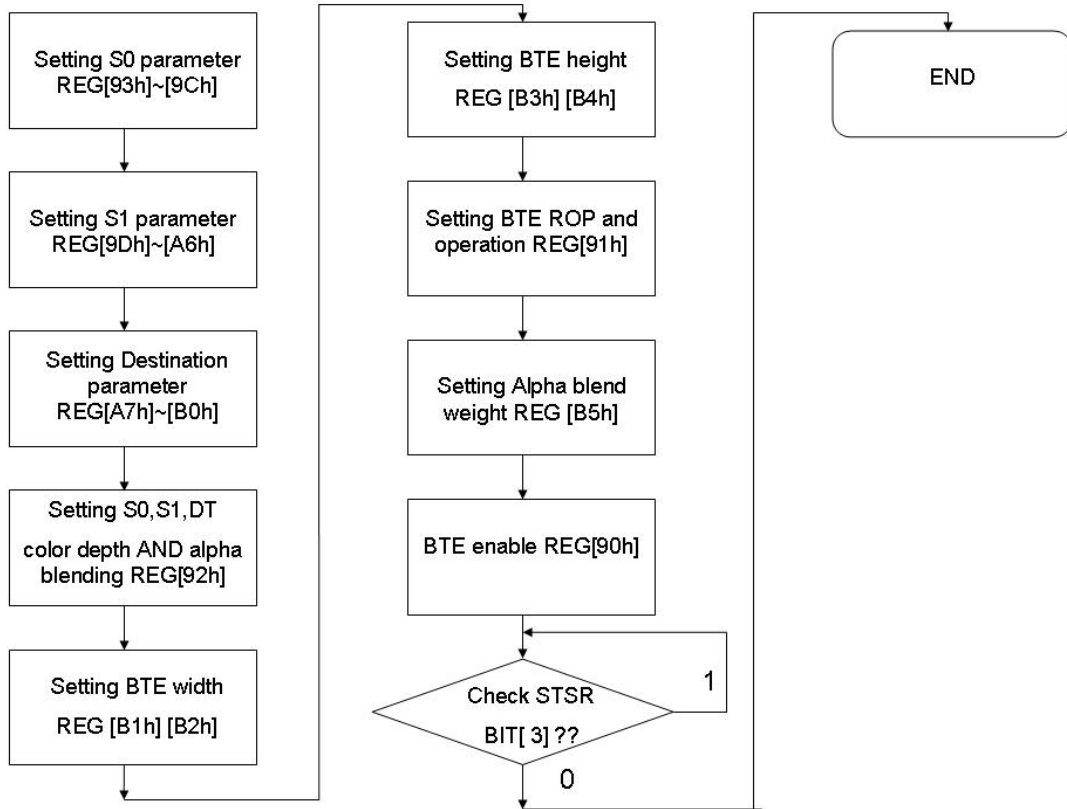 Setting S0 parameter
REG[93h]~[9Ch]
Setting S1 parameter
REG[9Dh]~[A6h]
Setting Destination
parameter
REG[A7h]~[B0h]
Setting S0,S1,DT
color depth AND alpha
blending REG[92h]
Setting BTE width
REG [B1h] [B2h]
Setting BTE height
REG [B3h] [B4h]
Setting BTE ROP and
operation REG[91h]
Setting Alpha blend
weight REG [B5h]
BTE enable REG[90h]
Check STSR
BIT[ 3] ??
1
0
END